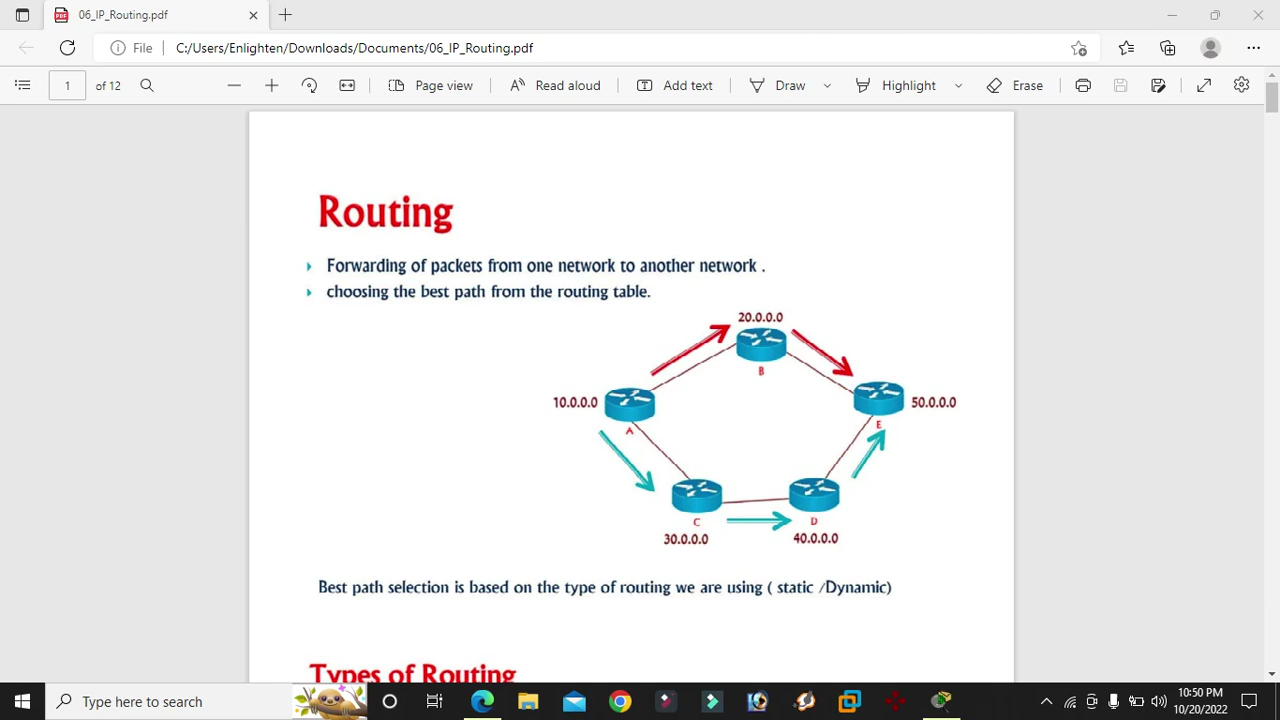 06_IP_Routing.pdf
File
C:/Users/Enlighten/Downloads/Documents/06_IP_Routing.pdf
1 of 12
Page view
Read aloud
Add text
Draw
Highlight
Erase
Routing
Forwarding of packets from one network to another network .
choosing the best path from the routing table.
20.0.0.0
B
10.0.0.0
A
50.0.0.0
E
C
D
30.0.0.0
40.0.0.0
Best path selection is based on the type of routing we are using ( static /Dynamic)
Types of Routing
Type here to search
10:50 PM
10/20/2022